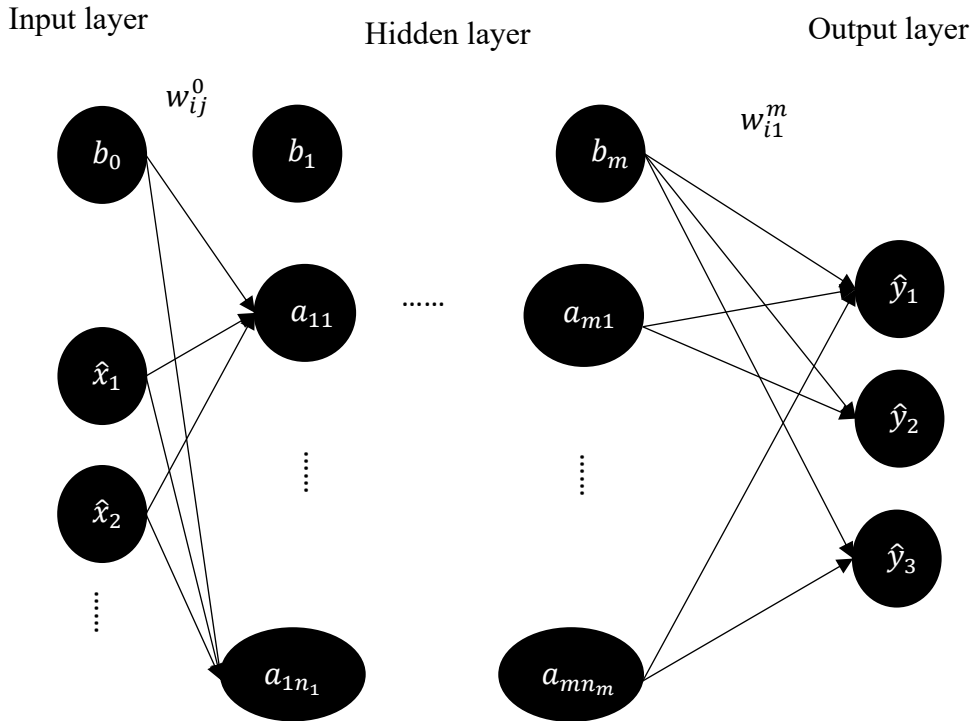 Input layer
Hidden layer
Output layer
w_{ij}^0
w_{i1}^m
b_0
b_1
b_m
a_{11}
......
a_{m1}
ŷ_1
x̂_1
ŷ_2
x̂_2
ŷ_3
a_{1n_1}
a_{mn_m}